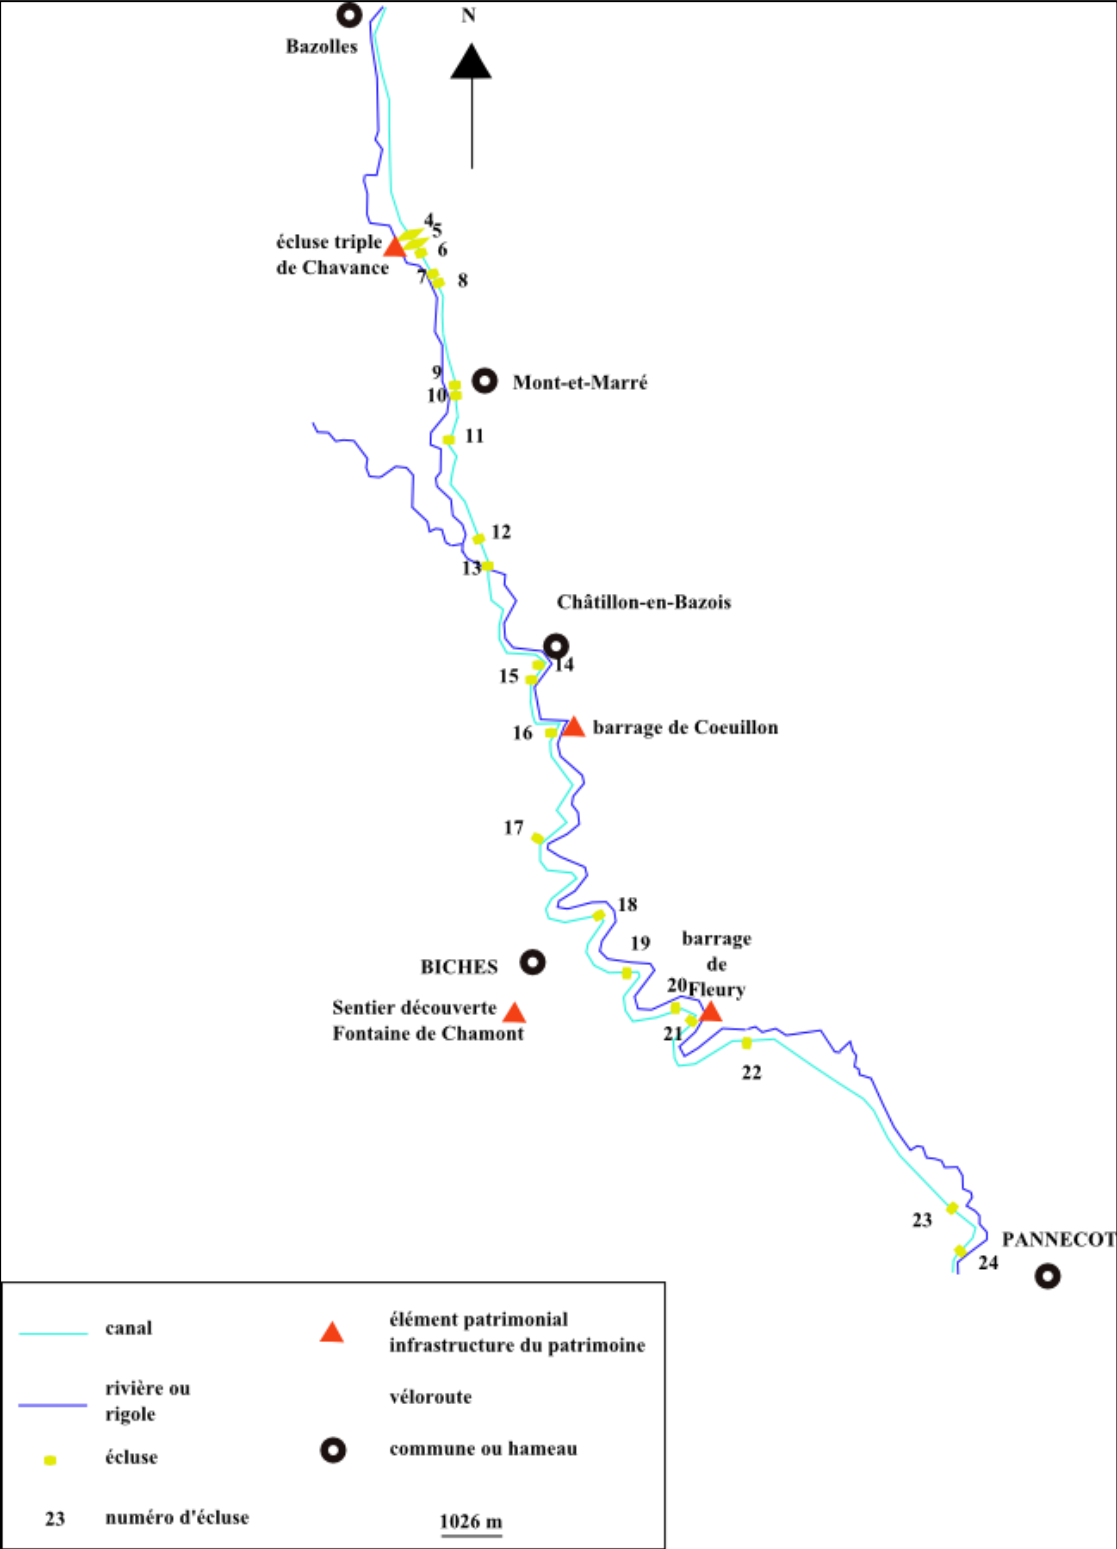 N
Bazolles
4
5
6
écluse triple
de Chavance
7
8
9
Mont-et-Marré
10
11
12
13
Châtillon-en-Bazois
14
15
16
barrage de Coeuillon
17
18
19
barrage
de
Fleury
BICHES
20
Sentier découverte
Fontaine de Chamont
21
22
23
PANNECOT
24
canal
élément patrimonial
infrastructure du patrimoine
rivière ou
rigole
véloroute
écluse
commune ou hameau
23
numéro d'écluse
1026 m